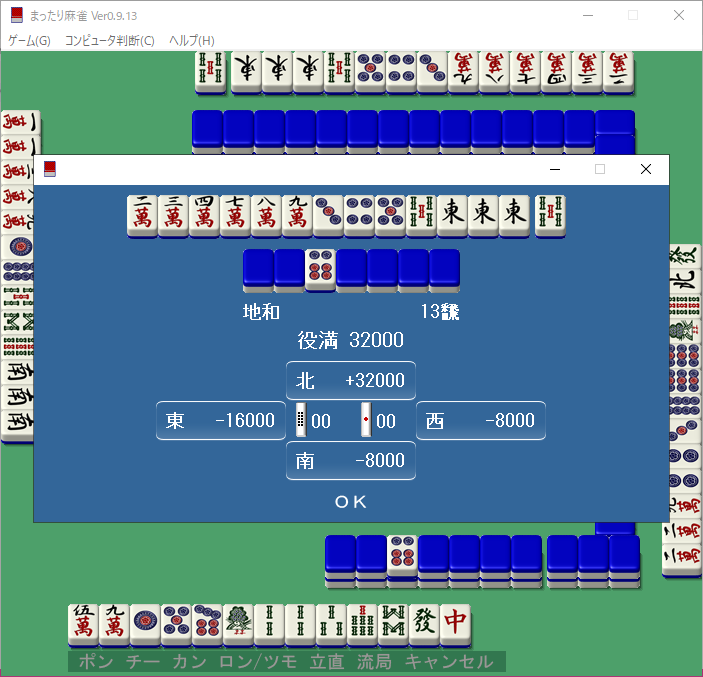 まったり麻雀 Ver0.9.13
ゲーム(G) コンピュータ判断(C) ヘルプ(H)
地和 13飜
役満 32000
北 +32000
東 -16000
00 00
西 -8000
南 -8000
OK
ポン チー カン ロン/ツモ 立直 流局 キャンセル